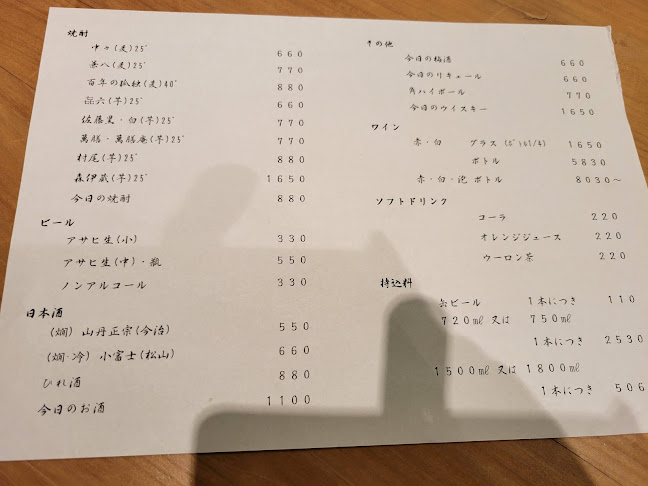 焼酎
中々(麦)25゜ 660
兼八(麦)25゜ 770
百年の孤独(麦)40゜ 880
㐂六(芋)25゜ 660
佐藤黒・白(芋)25゜ 770
萬膳・萬膳庵(芋)25゜ 770
村尾(芋)25゜ 880
森伊蔵(芋)25゜ 1650
今日の焼酎 880
ビール
アサヒ生(小) 330
アサヒ生(中)・瓶 550
ノンアルコール 330
日本酒
(燗) 山丹正宗(今治) 550
(燗・冷) 小富士(松山) 660
ひれ酒 880
今日のお酒 1100
その他
今日の梅酒 660
今日のリキュール 660
角ハイボール 770
今日のウイスキー 1650
ワイン
赤・白 グラス (ﾎﾞﾄﾙ1/4) 1650
ボトル 5830
赤・白・泡 ボトル 8030～
ソフトドリンク
コーラ 220
オレンジジュース 220
ウーロン茶 220
持込料
缶ビール 1本につき 110
720㎖ 又は 750㎖
1本につき 2530
1500㎖ 又は 1800㎖
1本につき 506